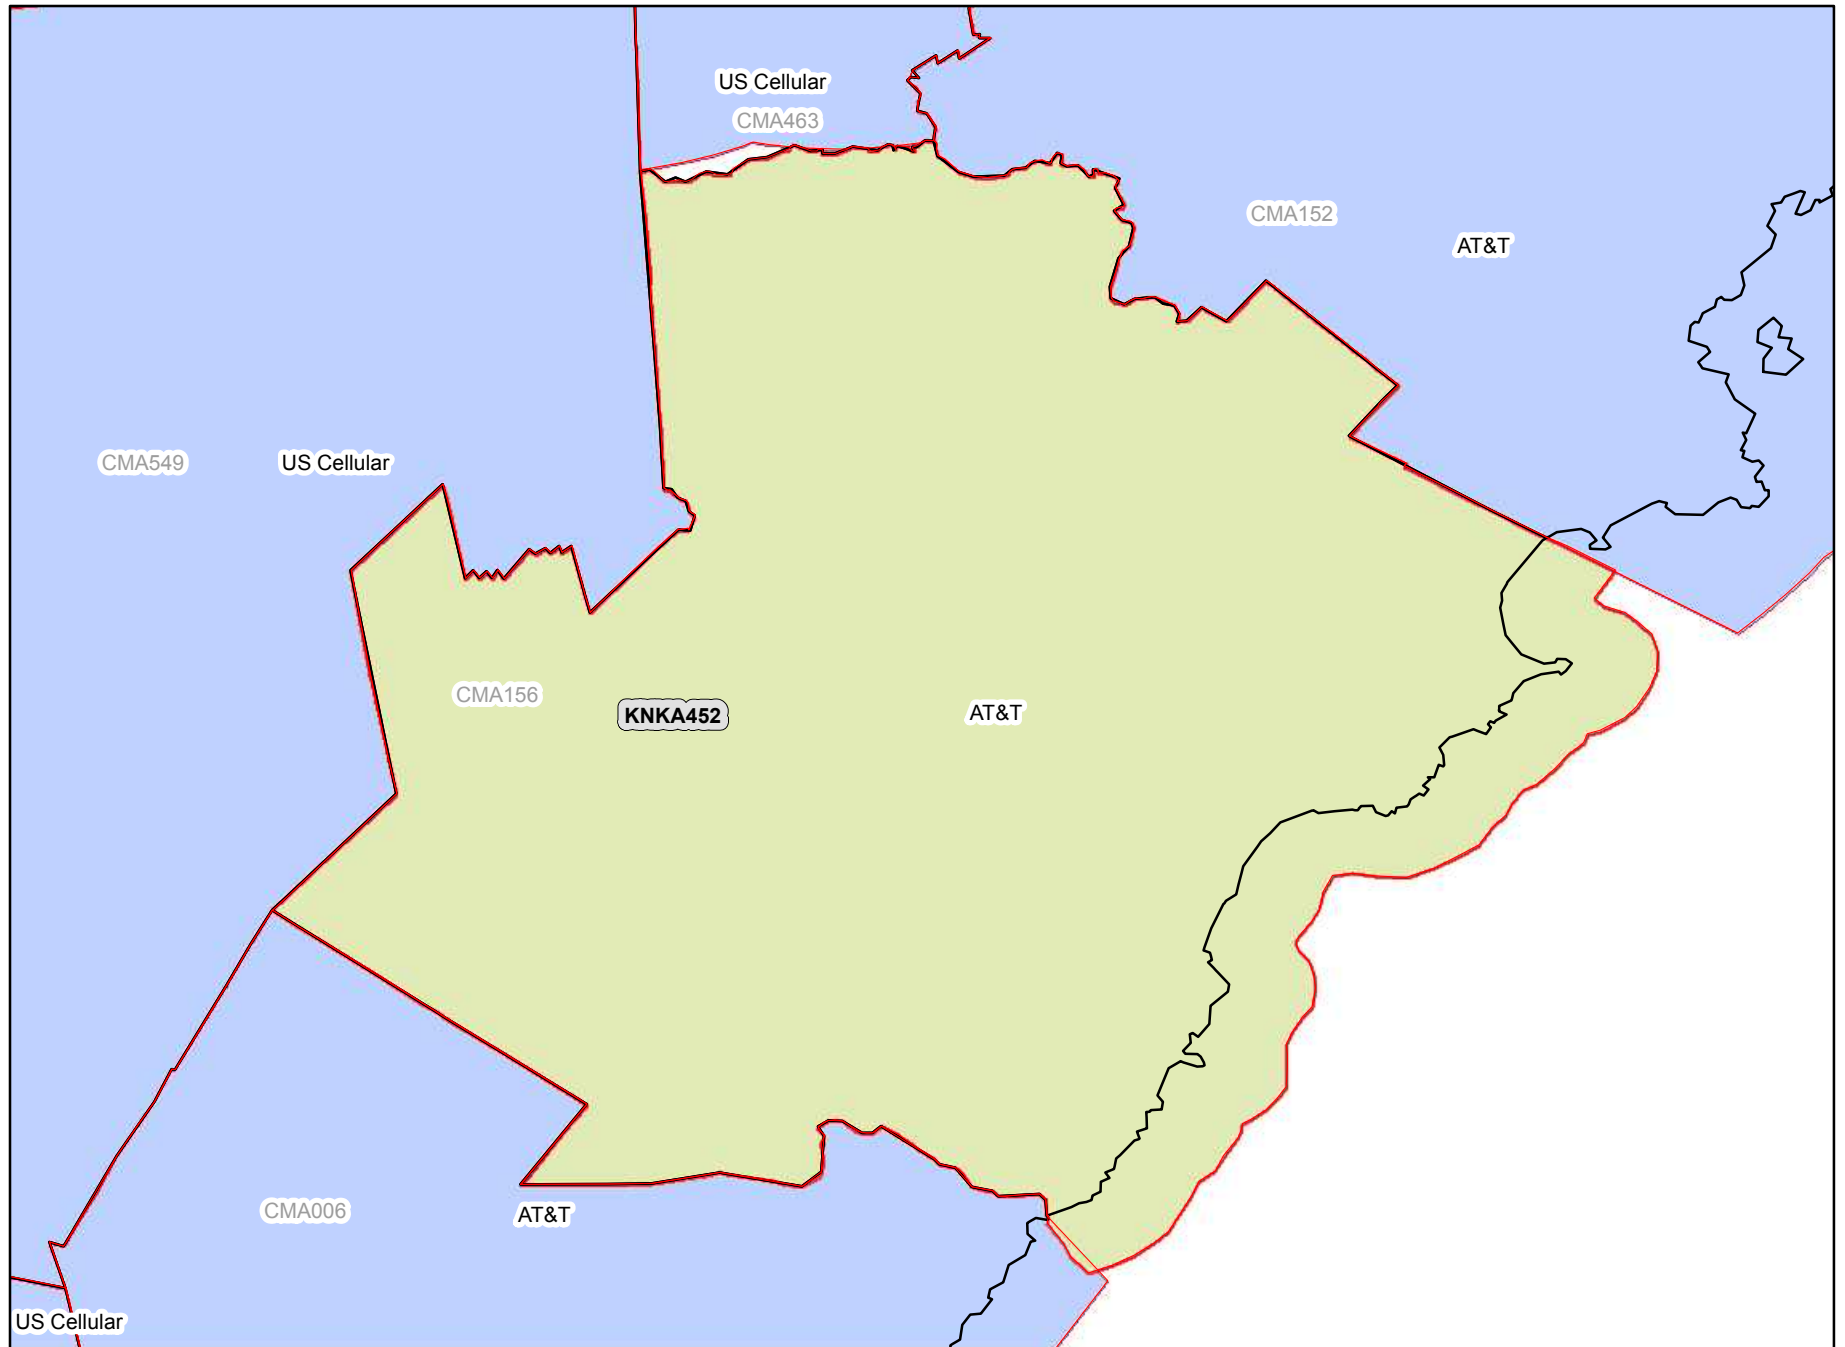 US Cellular
CMA463
CMA152
AT&T
CMA549
US Cellular
CMA156
KNKA452
AT&T
CMA006
AT&T
US Cellular